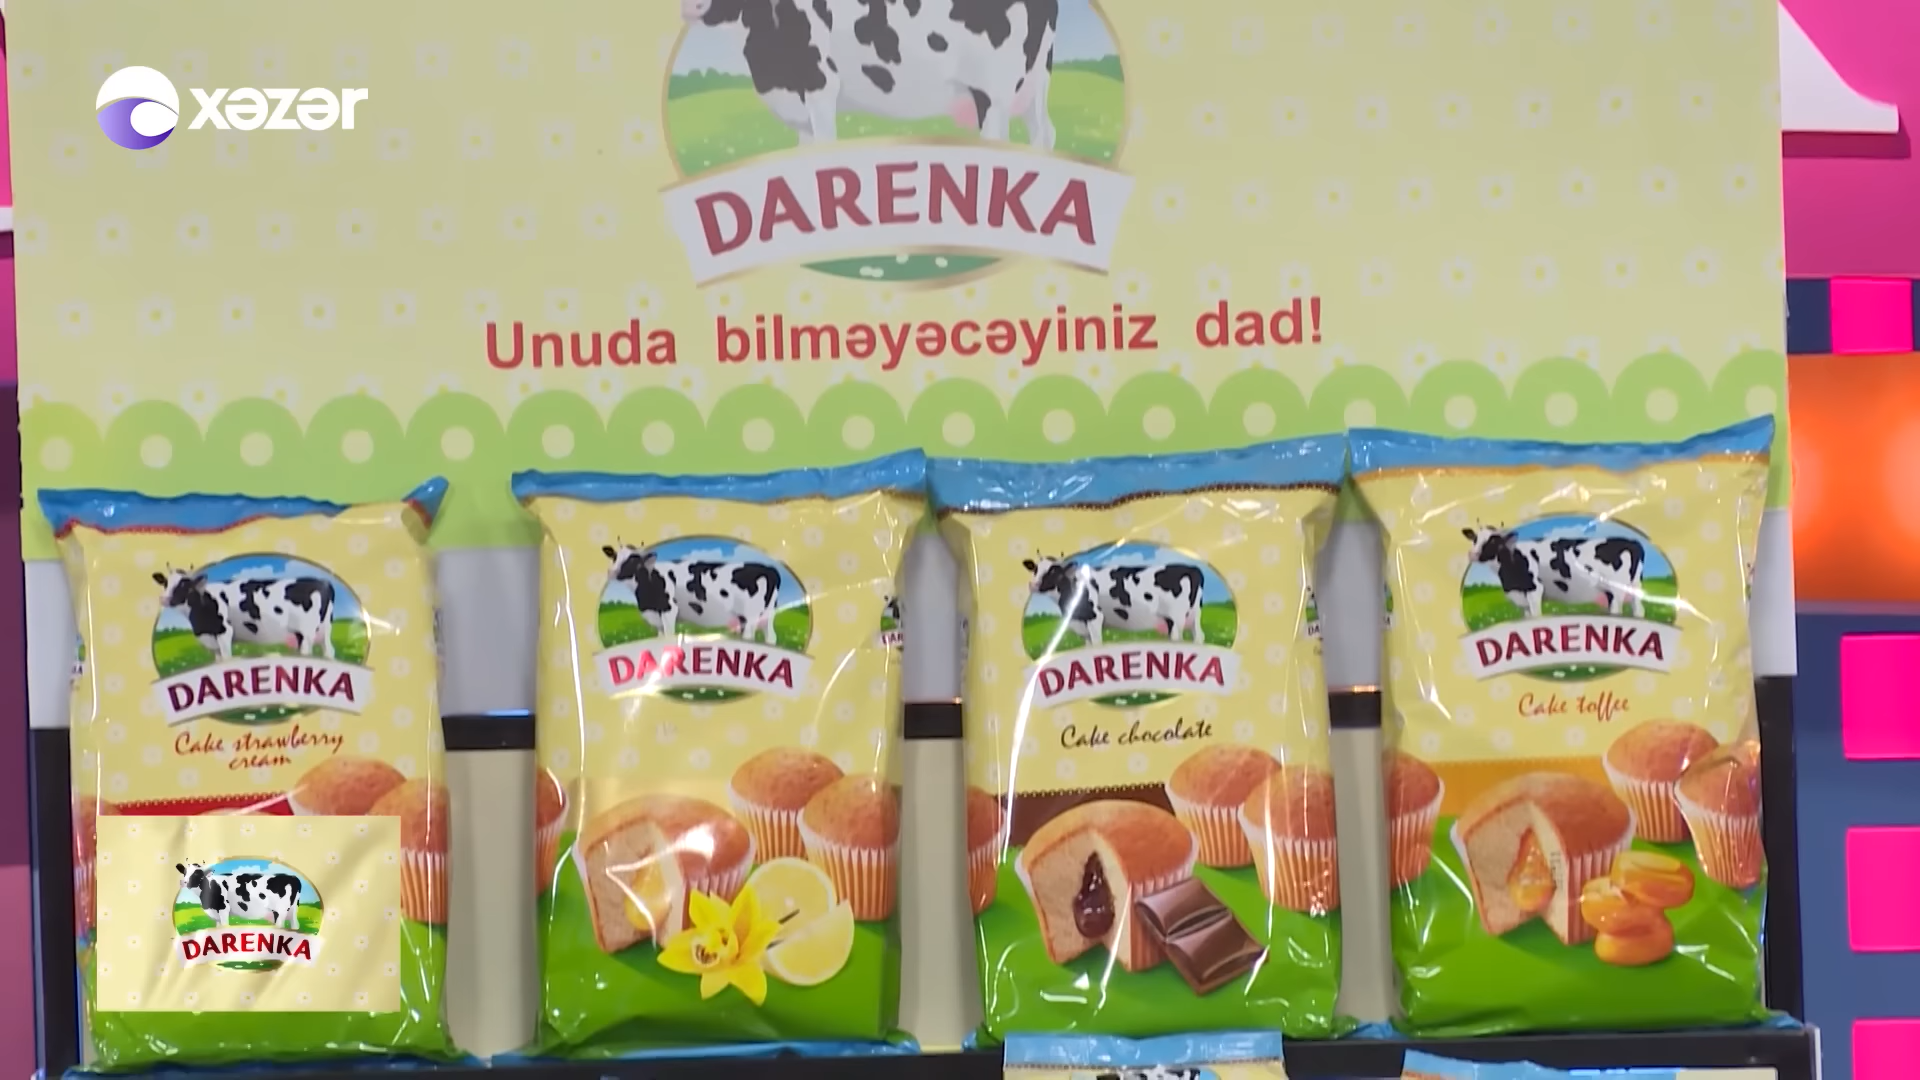 xəzər
DARENKA
Unuda bilməyəcəyiniz dad!
DARENKA
Cake strawberry
cream
DARENKA
DARENKA
Cake chocolate
DARENKA
Cake toffee
DARENKA